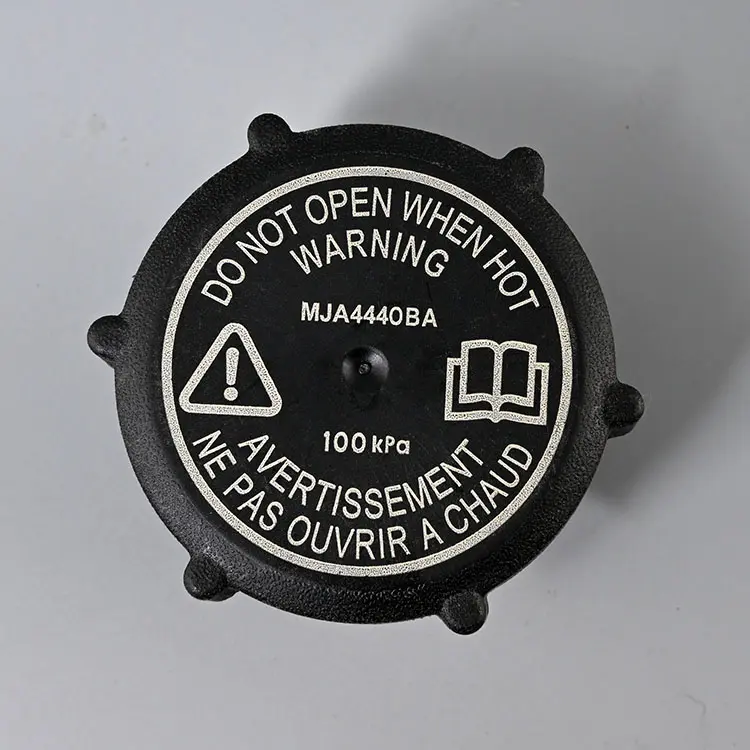 DO NOT OPEN WHEN HOT
WARNING
MJA4440BA
100 kPa
AVERTISSEMENT
NE PAS OUVRIR A CHAUD